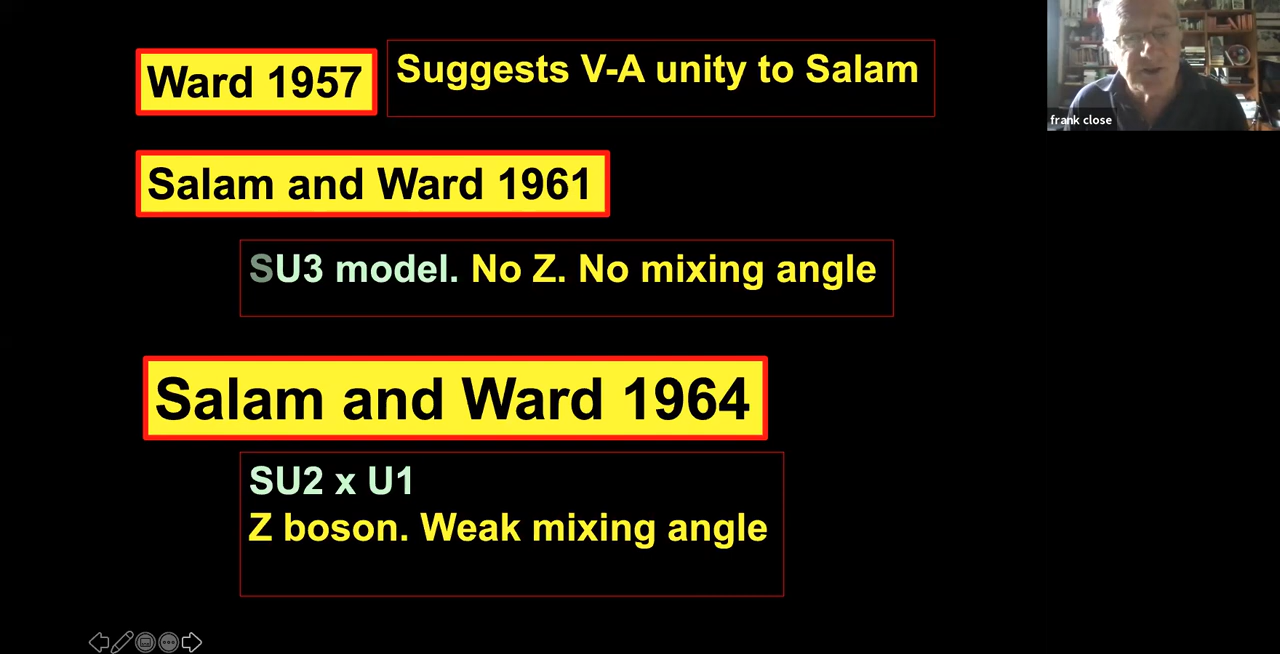 Ward 1957
Suggests V-A unity to Salam
frank close
Salam and Ward 1961
SU3 model. No Z. No mixing angle
Salam and Ward 1964
SU2 x U1
Z boson. Weak mixing angle